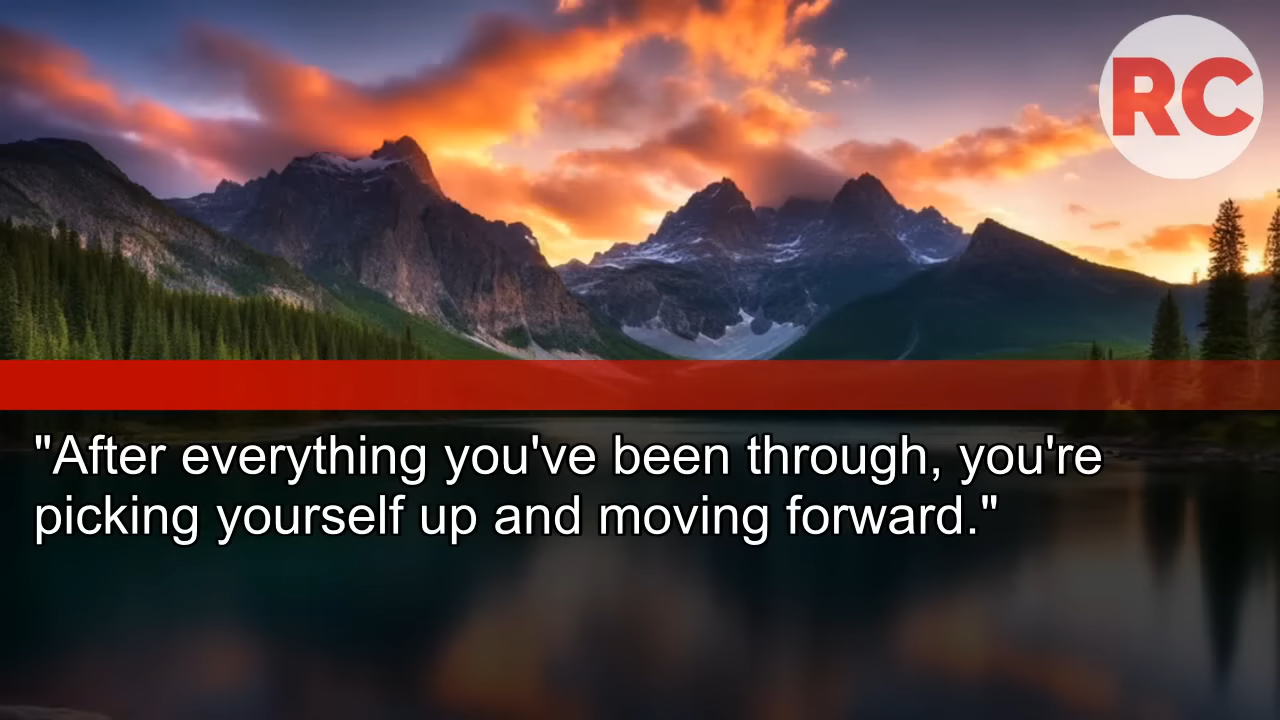 RC
"After everything you've been through, you're
picking yourself up and moving forward."